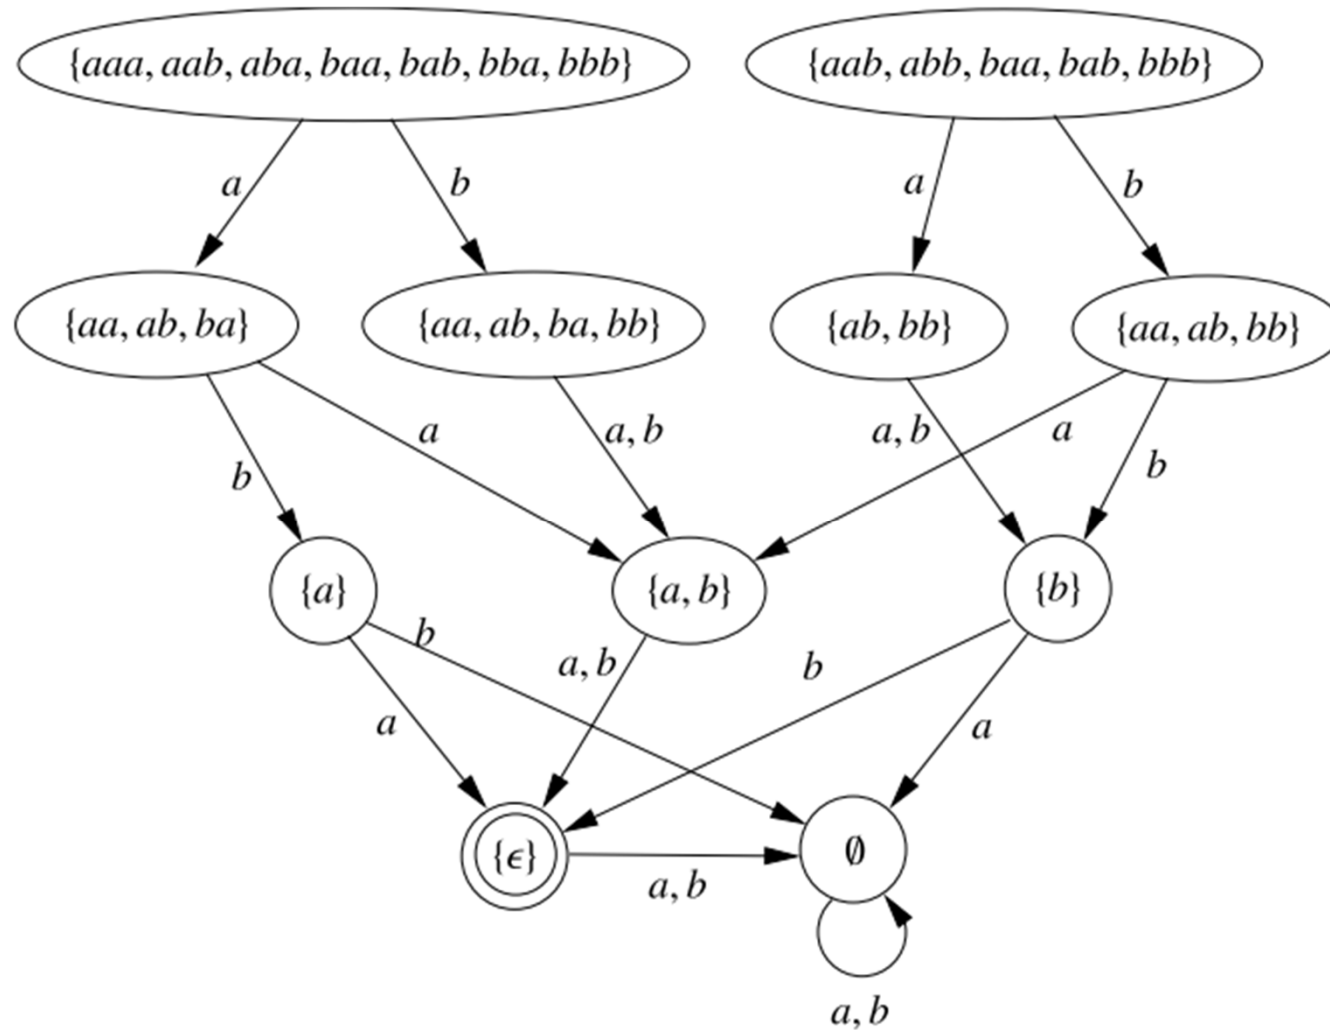 {aaa, aab, aba, baa, bab, bba, bbb} {aab, abb, baa, bab, bbb}
a b a b
{aa, ab, ba} {aa, ab, ba, bb} {ab, bb} {aa, ab, bb}
a a, b a, b a
b b
{a} {a, b} {b}
b
a, b b
a a
{ϵ} ∅
a, b
a, b